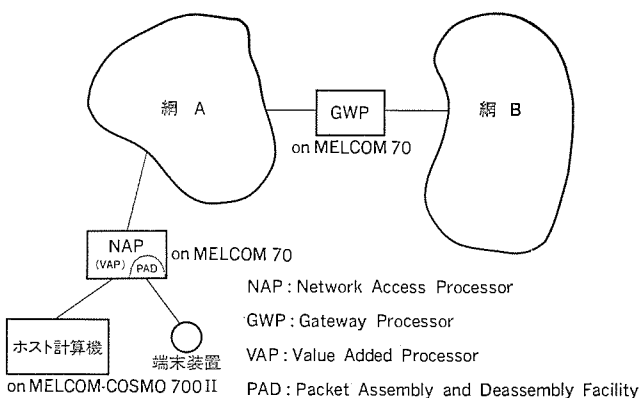 網 A
GWP
網 B
on MELCOM 70
NAP
(VAP)
PAD
on MELCOM 70
NAP : Network Access Processor
GWP : Gateway Processor
ホスト計算機
端末装置
VAP : Value Added Processor
on MELCOM-COSMO 700 II
PAD : Packet Assembly and Deassembly Facility